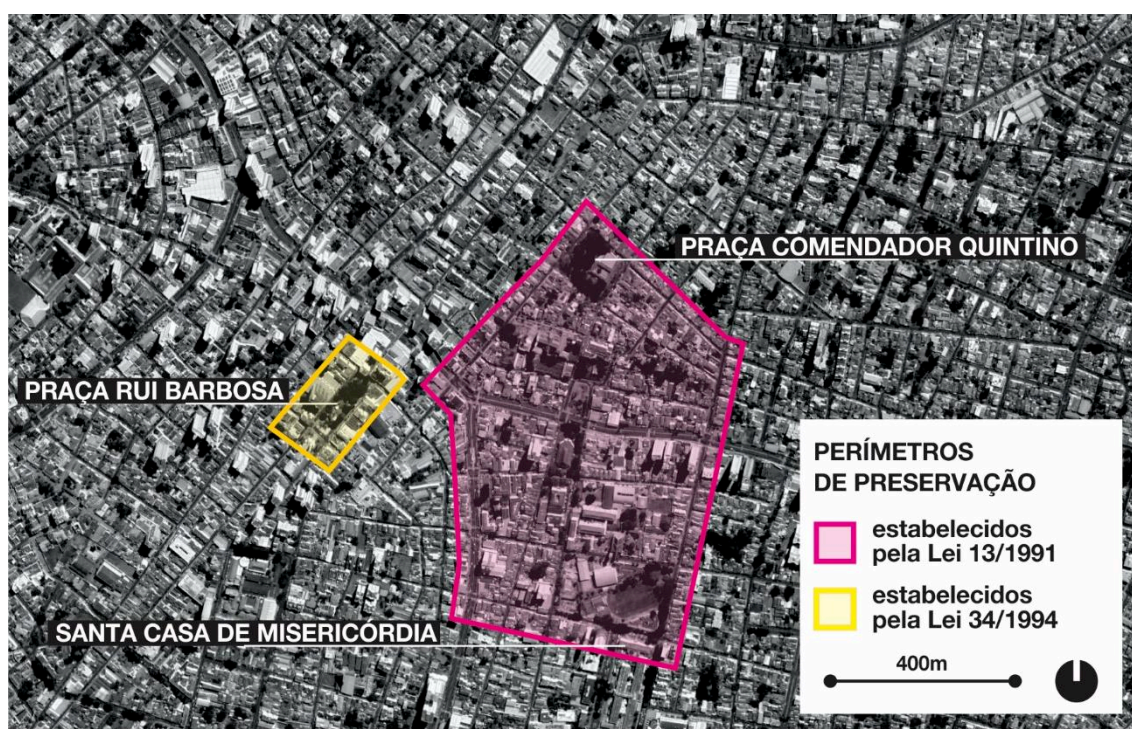 PRAÇA COMENDADOR QUINTINO
PRAÇA RUI BARBOSA
SANTA CASA DE MISERICÓRDIA
PERÍMETROS
DE PRESERVAÇÃO
estabelecidos
pela Lei 13/1991
estabelecidos
pela Lei 34/1994
400m